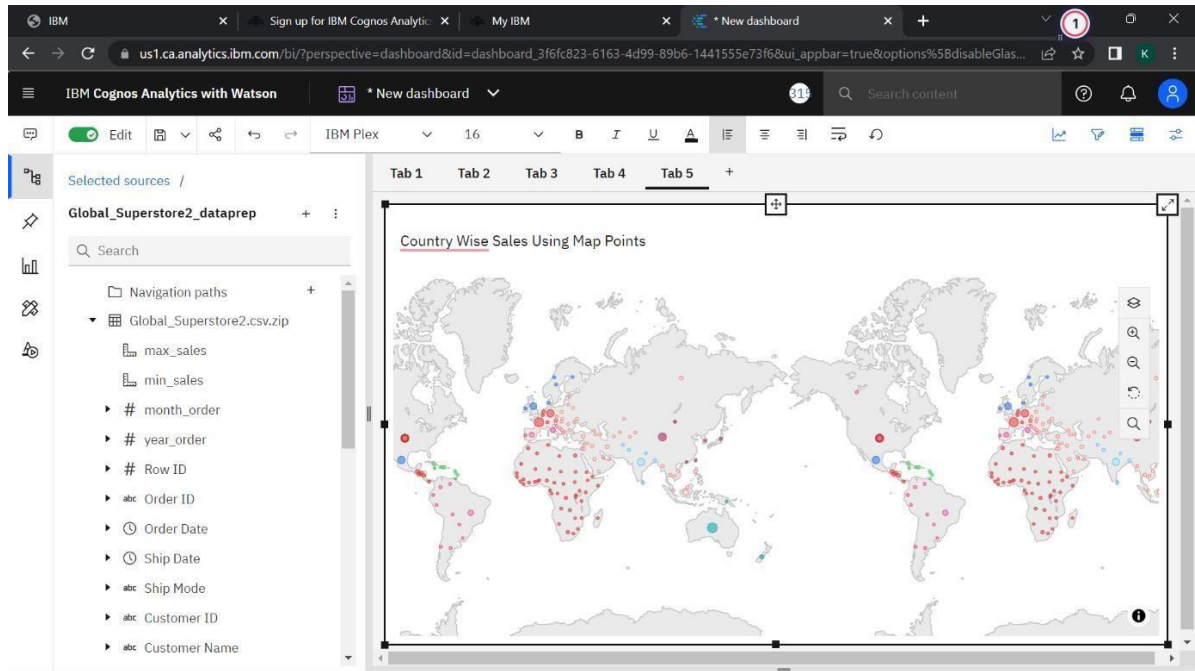 IBM
Sign up for IBM Cognos Analytic
My IBM
* New dashboard
1
us1.ca.analytics.ibm.com/bi/?perspective=dashboard&id=dashboard_3f6fc823-6163-4d99-89b6-1441555e73f6&ui_appbar=true&options%5BdisableGlas...
K
IBM Cognos Analytics with Watson
* New dashboard
Search content
Edit
IBM Plex
16
B I U A
Selected sources /
Tab 1 Tab 2 Tab 3 Tab 4 Tab 5 +
Global_Superstore2_dataprep
Search
Country Wise Sales Using Map Points
Navigation paths
Global_Superstore2.csv.zip
max_sales
min_sales
# month_order
# year_order
# Row ID
abc Order ID
Order Date
Ship Date
abc Ship Mode
abc Customer ID
abc Customer Name